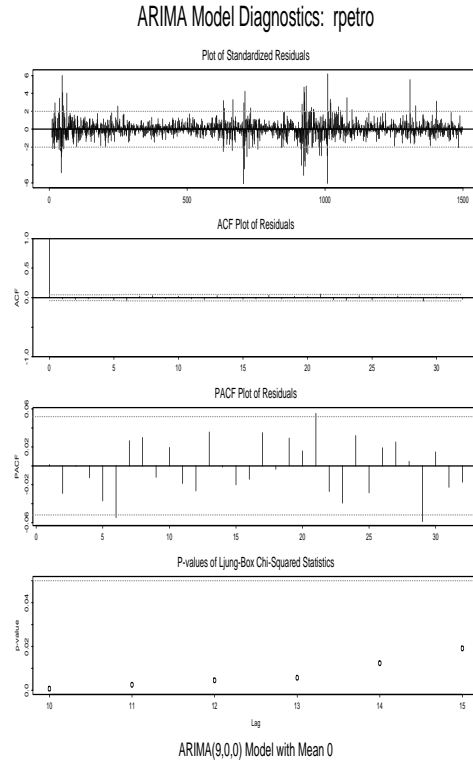 ARIMA Model Diagnostics: rpetro
Plot of Standardized Residuals
6
4
2
0
-2
-6
0 500 1000 1500
ACF Plot of Residuals
1.0
0.5
0.0
-1.0
ACF
0 5 10 15 20 25 30
PACF Plot of Residuals
0.06
0.02
-0.02
-0.06
PACF
0 5 10 15 20 25 30
P-values of Ljung-Box Chi-Squared Statistics
0.04
0.02
0.0
p-value
10 11 12 13 14 15
Lag
ARIMA(9,0,0) Model with Mean 0